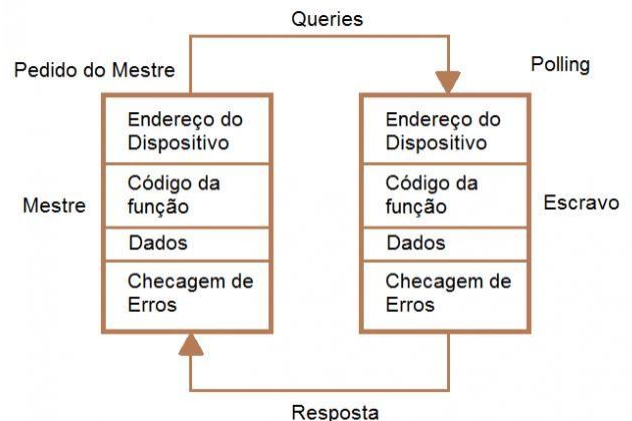 Queries
Pedido do Mestre
Polling
Endereço do
Dispositivo
Código da
função
Dados
Checagem de
Erros
Mestre
Endereço do
Dispositivo
Código da
função
Dados
Checagem de
Erros
Escravo
Resposta